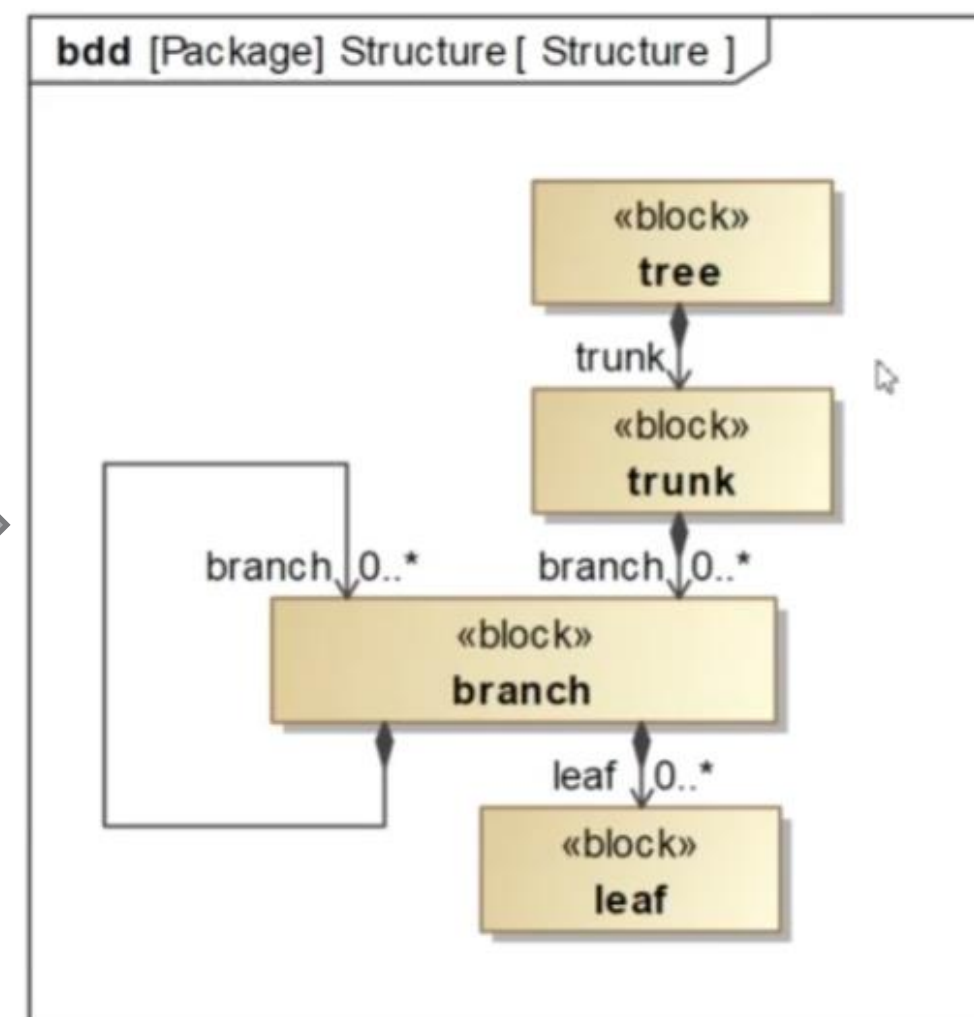 bdd [Package] Structure [ Structure ]
«block»
tree
trunk
«block»
trunk
branch 0..* branch 0..*
«block»
branch
leaf 0..*
«block»
leaf